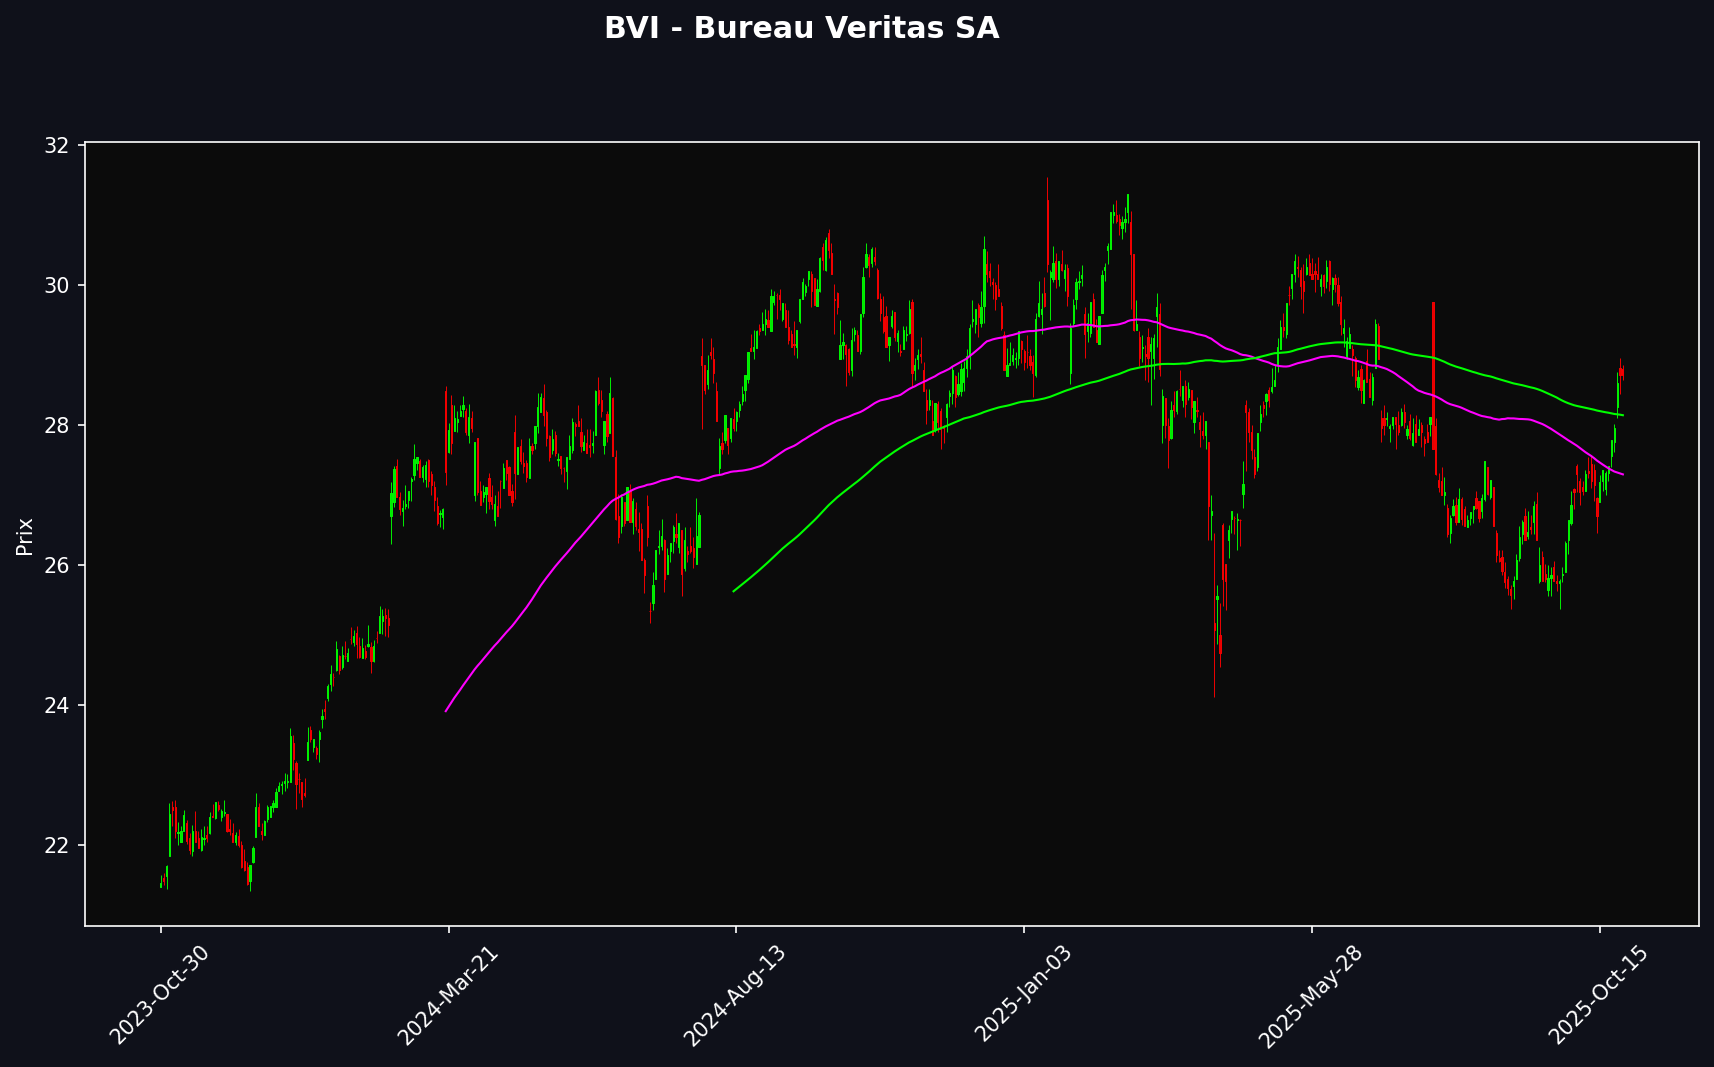 BVI - Bureau Veritas SA
32
30
28
26
24
22
Prix
2023-Oct-30
2024-Mar-21
2024-Aug-13
2025-Jan-03
2025-May-28
2025-Oct-15